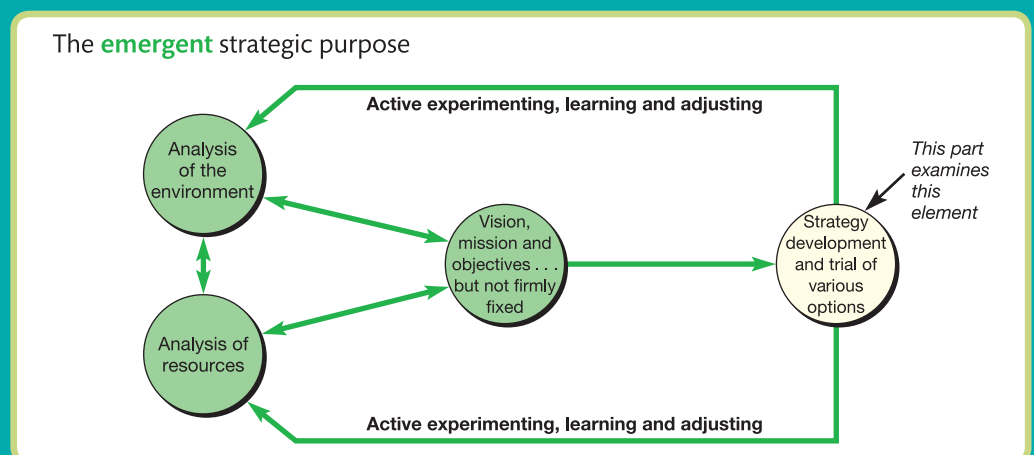 The emergent strategic purpose
Active experimenting, learning and adjusting
Analysis
of the
environment
This part
examines
this
element
Vision,
mission and
objectives . . .
but not firmly
fixed
Strategy
development
and trial of
various
options
Analysis of
resources
Active experimenting, learning and adjusting